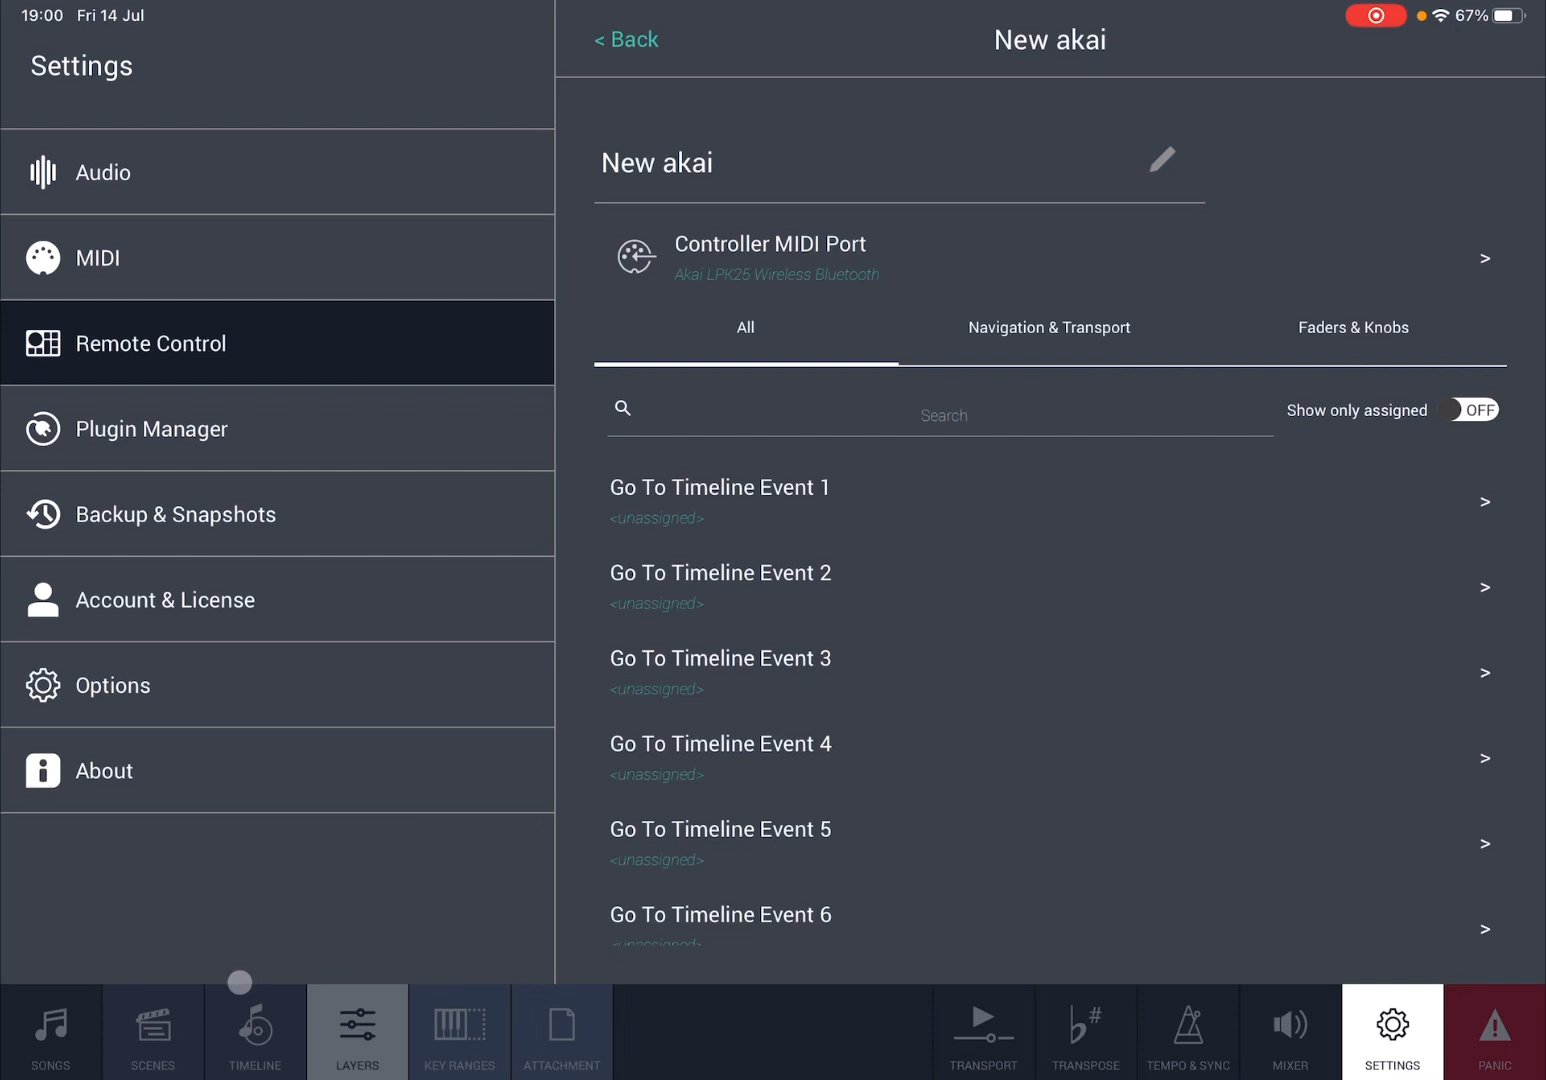 19:00 Fri 14 Jul
67%
Settings
< Back
New akai
Audio
MIDI
Remote Control
Plugin Manager
Backup & Snapshots
Account & License
Options
About
New akai
Controller MIDI Port
Akai LPK25 Wireless Bluetooth
>
All
Navigation & Transport
Faders & Knobs
Search
Show only assigned
OFF
Go To Timeline Event 1
<unassigned>
>
Go To Timeline Event 2
<unassigned>
>
Go To Timeline Event 3
<unassigned>
>
Go To Timeline Event 4
<unassigned>
>
Go To Timeline Event 5
<unassigned>
>
Go To Timeline Event 6
<unassigned>
>
SONGS
SCENES
TIMELINE
LAYERS
KEY RANGES
ATTACHMENT
TRANSPORT
TRANSPOSE
TEMPO & SYNC
MIXER
SETTINGS
PANIC